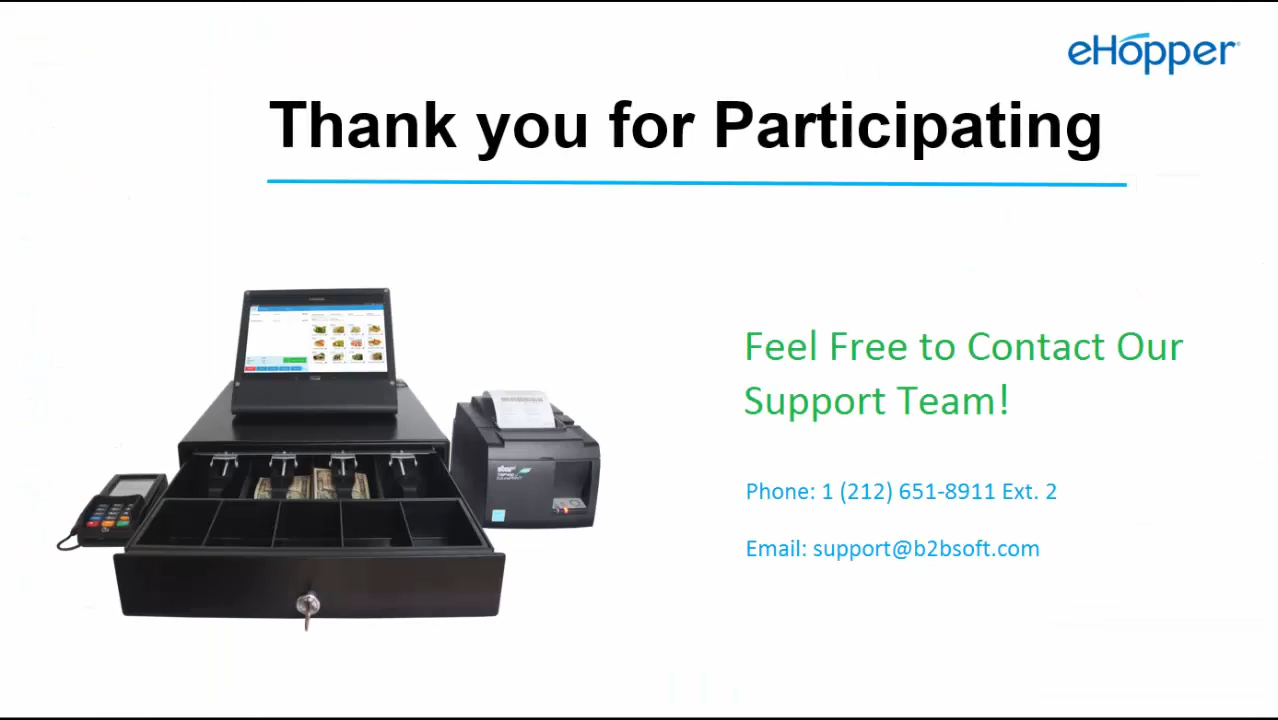 eHopper
Thank you for Participating
Feel Free to Contact Our
Support Team!
Phone: 1 (212) 651-8911 Ext. 2
Email: support@b2bsoft.com
star